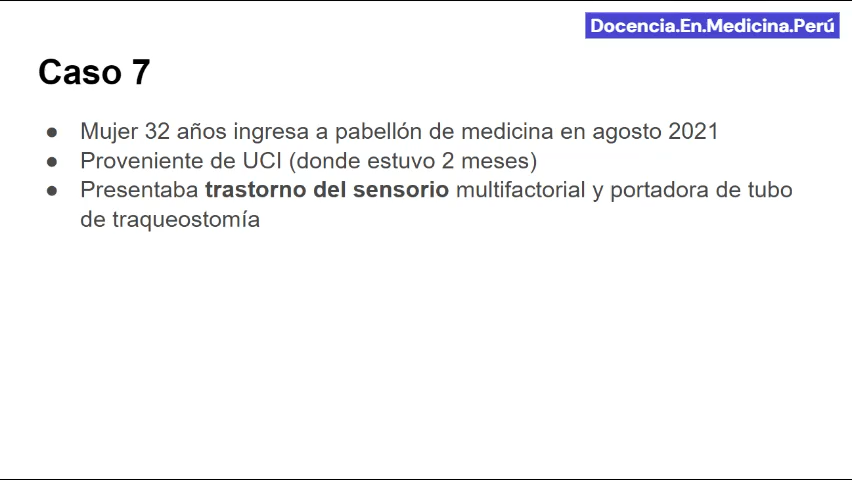 Docencia.En.Medicina.Perú
Caso 7
● Mujer 32 años ingresa a pabellón de medicina en agosto 2021
● Proveniente de UCI (donde estuvo 2 meses)
● Presentaba trastorno del sensorio multifactorial y portadora de tubo
de traqueostomía